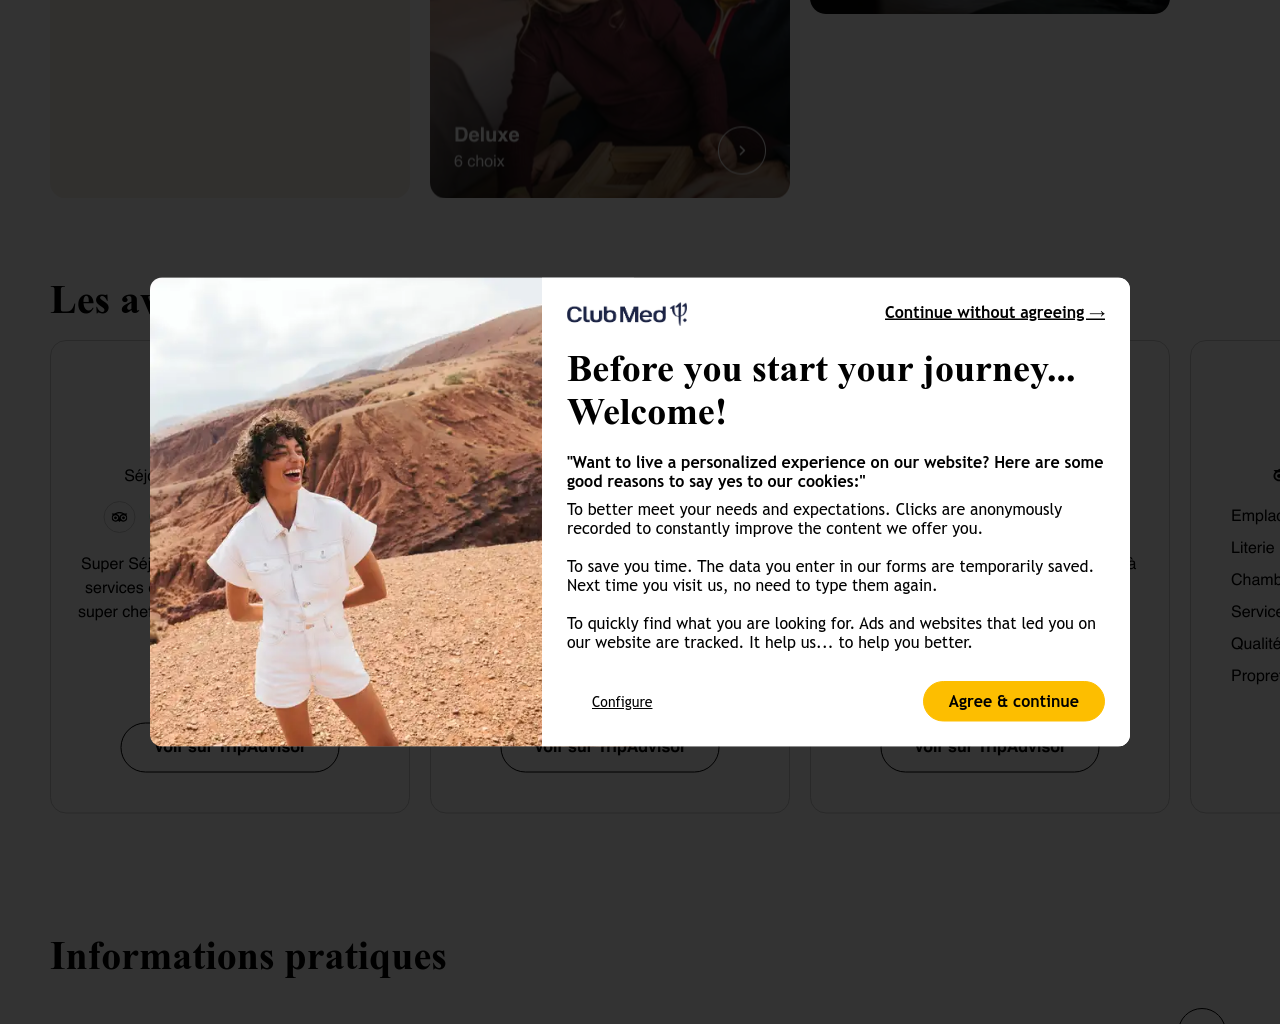 Deluxe
6 choix
Les av
Club Med
Continue without agreeing →
Before you start your journey...
Welcome!
"Want to live a personalized experience on our website? Here are some
good reasons to say yes to our cookies:"
To better meet your needs and expectations. Clicks are anonymously
recorded to constantly improve the content we offer you.
To save you time. The data you enter in our forms are temporarily saved.
Next time you visit us, no need to type them again.
To quickly find what you are looking for. Ads and websites that led you on
our website are tracked. It help us... to help you better.
Configure
Agree & continue
Séj
Super Séj
services
super che
à
Emplac
Literie
Chamb
Service
Qualité
Propre
Voir sur TripAdvisor
Voir sur TripAdvisor
Voir sur TripAdvisor
Informations pratiques